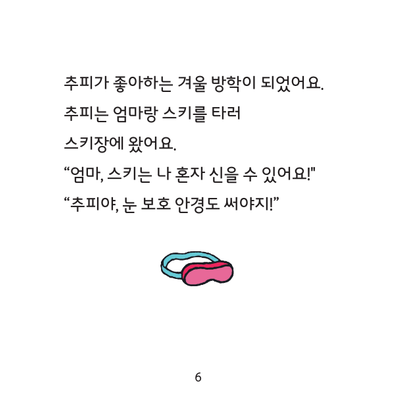 추피가 좋아하는 겨울 방학이 되었어요.
추피는 엄마랑 스키를 타러
스키장에 왔어요.
“엄마, 스키는 나 혼자 신을 수 있어요!"
“추피야, 눈 보호 안경도 써야지!”
6